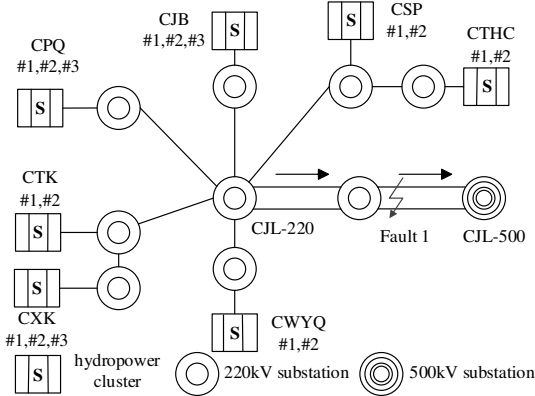 CPQ
#1,#2,#3
S
CJB
#1,#2,#3
S
CSP
#1,#2
S
CTHC
#1,#2
S
CTK
#1,#2
S
S
CXK
#1,#2,#3
CJL-220
Fault 1
CJL-500
S
CWYQ
#1,#2
S
hydropower
cluster
220kV substation
500kV substation